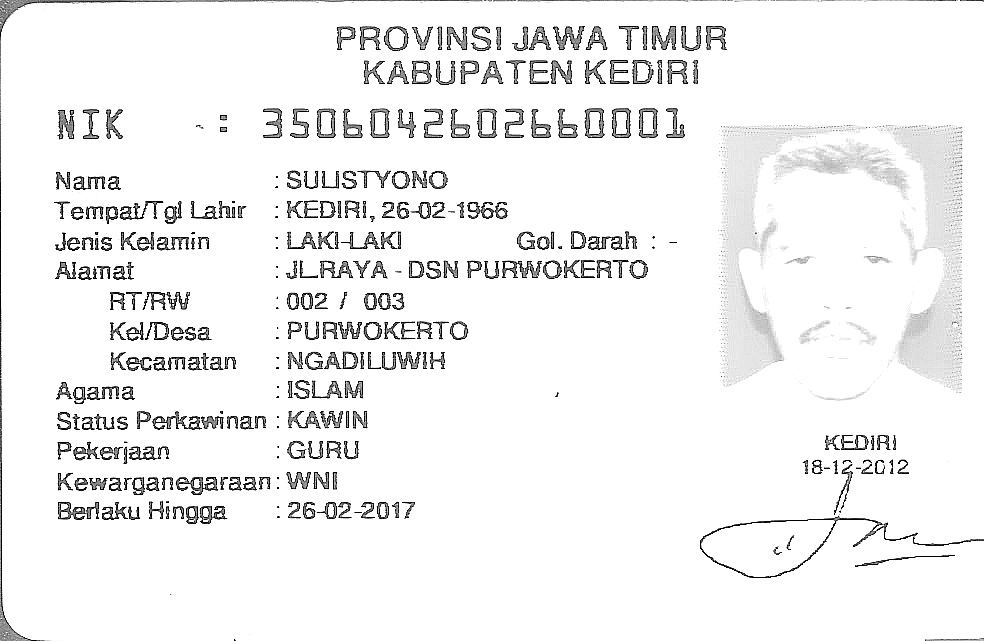 PROVINSI JAWA TIMUR
KABUPATEN KEDIRI
NIK : 3506042602660001
Nama : SULISTYONO
Tempat/Tgl Lahir : KEDIRI, 26-02-1966
Jenis Kelamin : LAKI-LAKI Gol. Darah : -
Alamat : JL.RAYA - DSN PURWOKERTO
RT/RW : 002 / 003
Kel/Desa : PURWOKERTO
Kecamatan : NGADILUWIH
Agama : ISLAM
Status Perkawinan : KAWIN
Pekerjaan : GURU
Kewarganegaraan : WNI
Berlaku Hingga : 26-02-2017
KEDIRI
18-12-2012